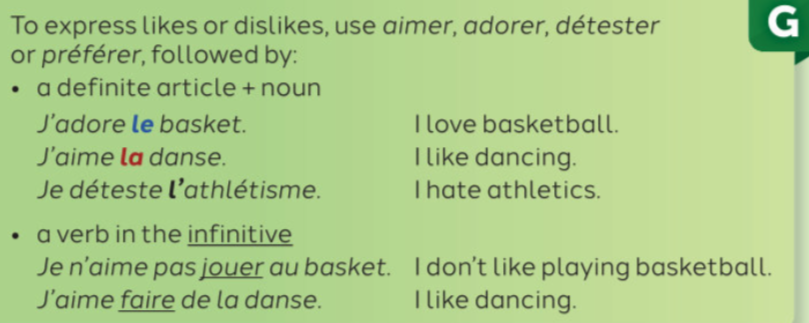 To express likes or dislikes, use aimer, adorer, détester
or préférer, followed by:
• a definite article + noun
J'adore le basket. I love basketball.
J'aime la danse. I like dancing.
Je déteste l'athlétisme. I hate athletics.
• a verb in the infinitive
Je n'aime pas jouer au basket. I don't like playing basketball.
J'aime faire de la danse. I like dancing.
G